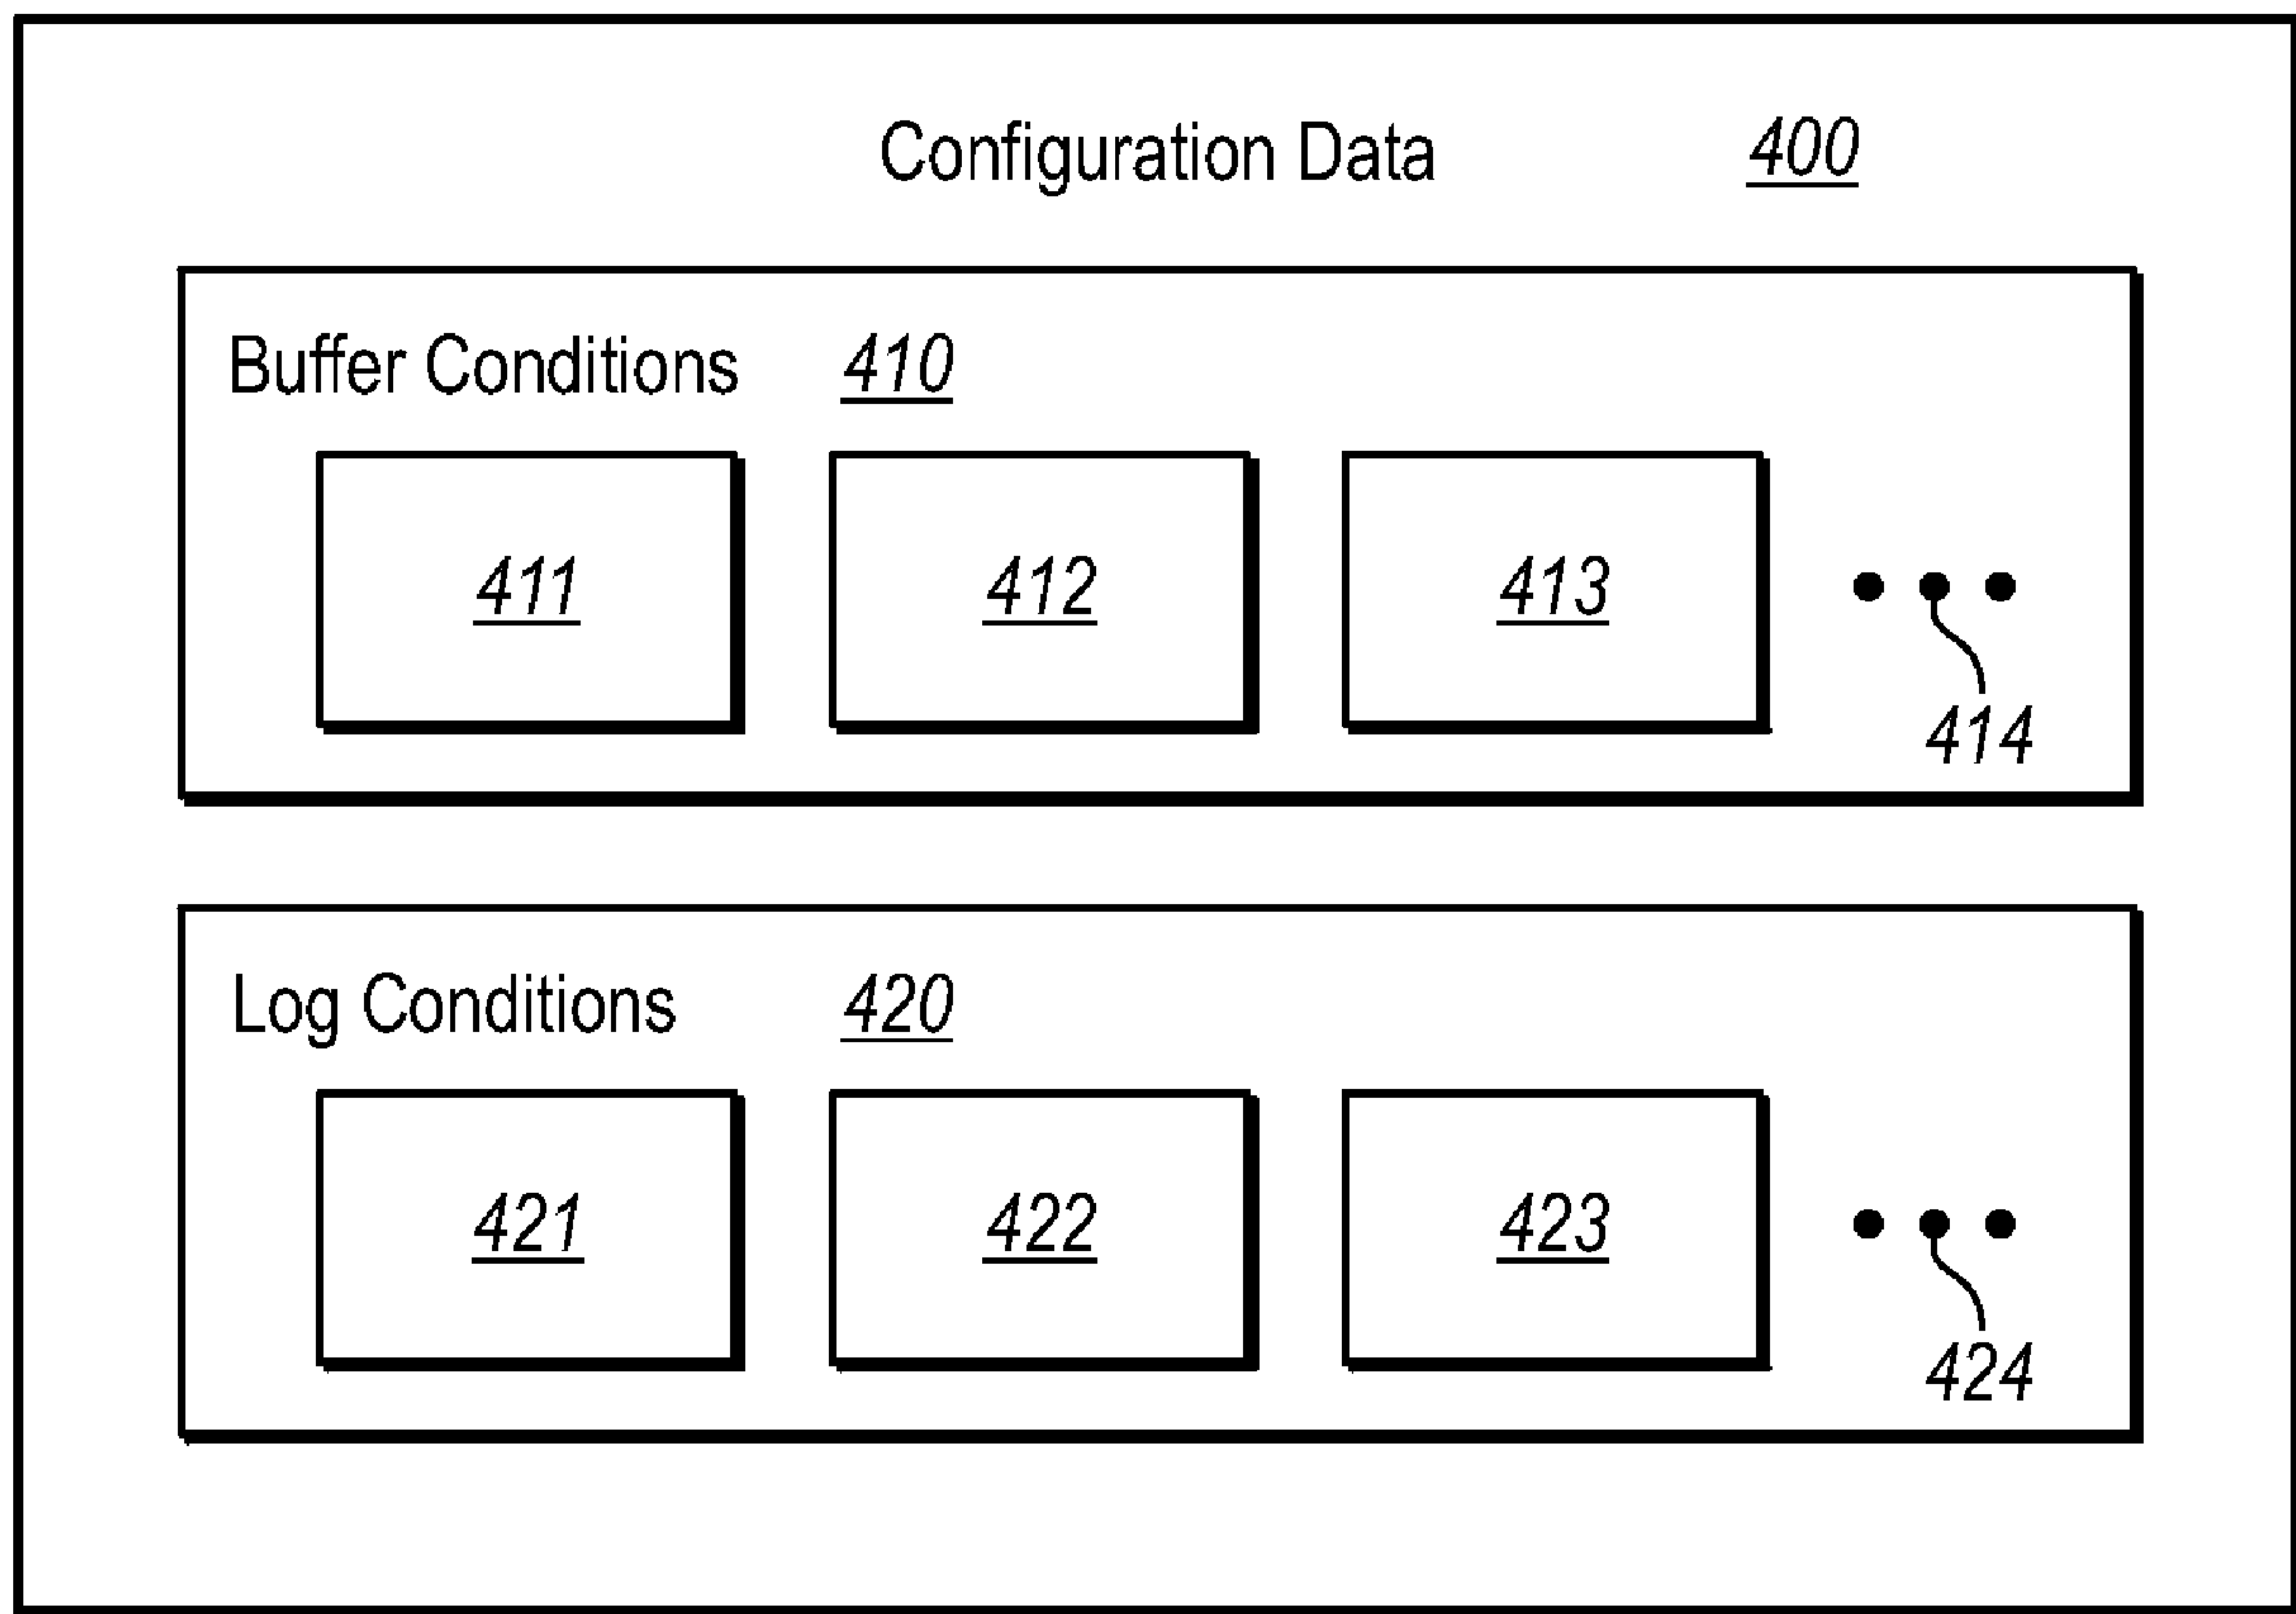 Configuration Data 400
Buffer Conditions 410
411 412 413
414
Log Conditions 420
421 422 423
424